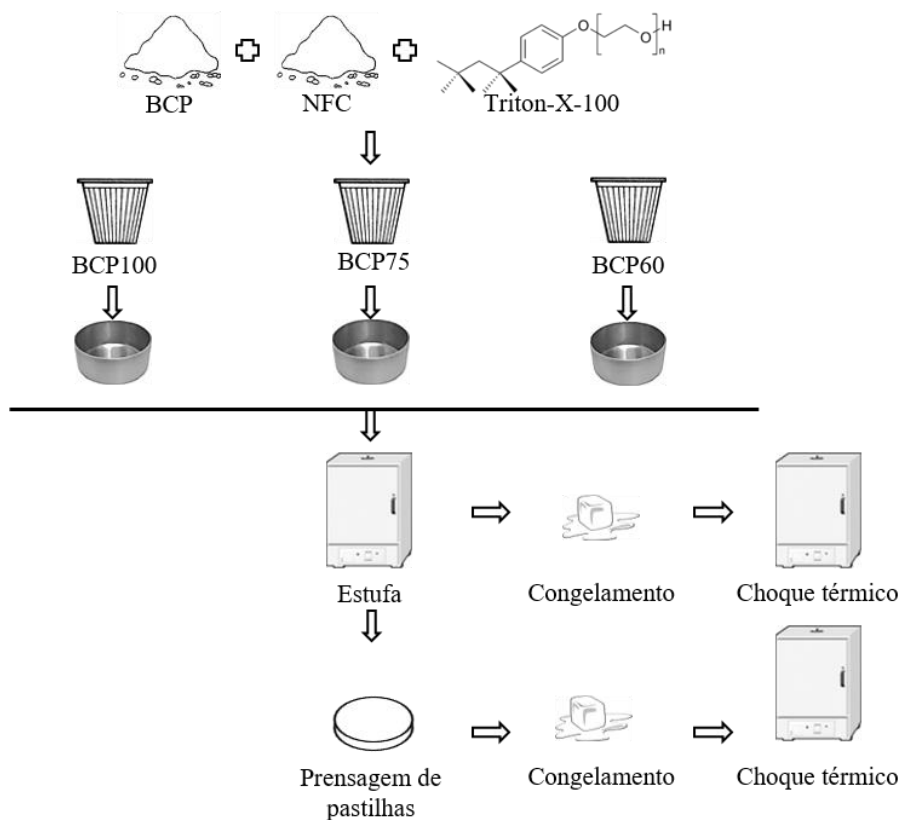 O
O
H
n
BCP
NFC
Triton-X-100
BCP100
BCP75
BCP60
Estufa
Congelamento
Choque térmico
Prensagem de
pastilhas
Congelamento
Choque térmico